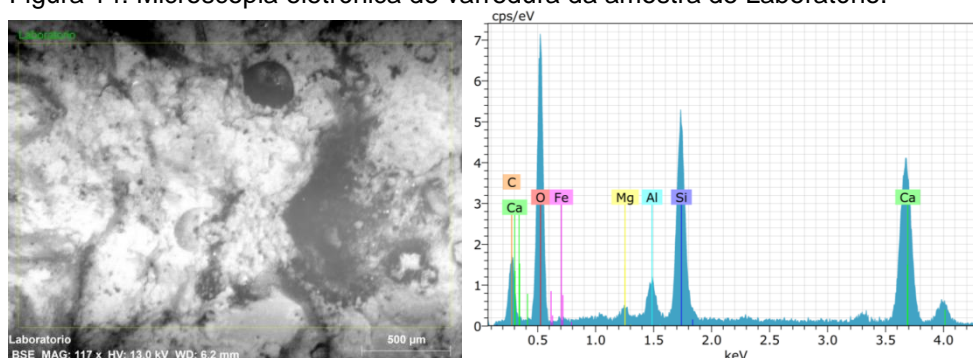 Figura 14. Microscopia eletrônica de varredura da amostra de Laboratório.
Laboratorio
Laboratorio
BSE MAG: 117 x HV: 13.0 kV WD: 6.2 mm
500 µm
cps/eV
7
6
5
4
3
2
1
0
C
Ca
O
Fe
Mg
Al
Si
Ca
0.5
1.0
1.5
2.0
2.5
3.0
3.5
4.0
keV